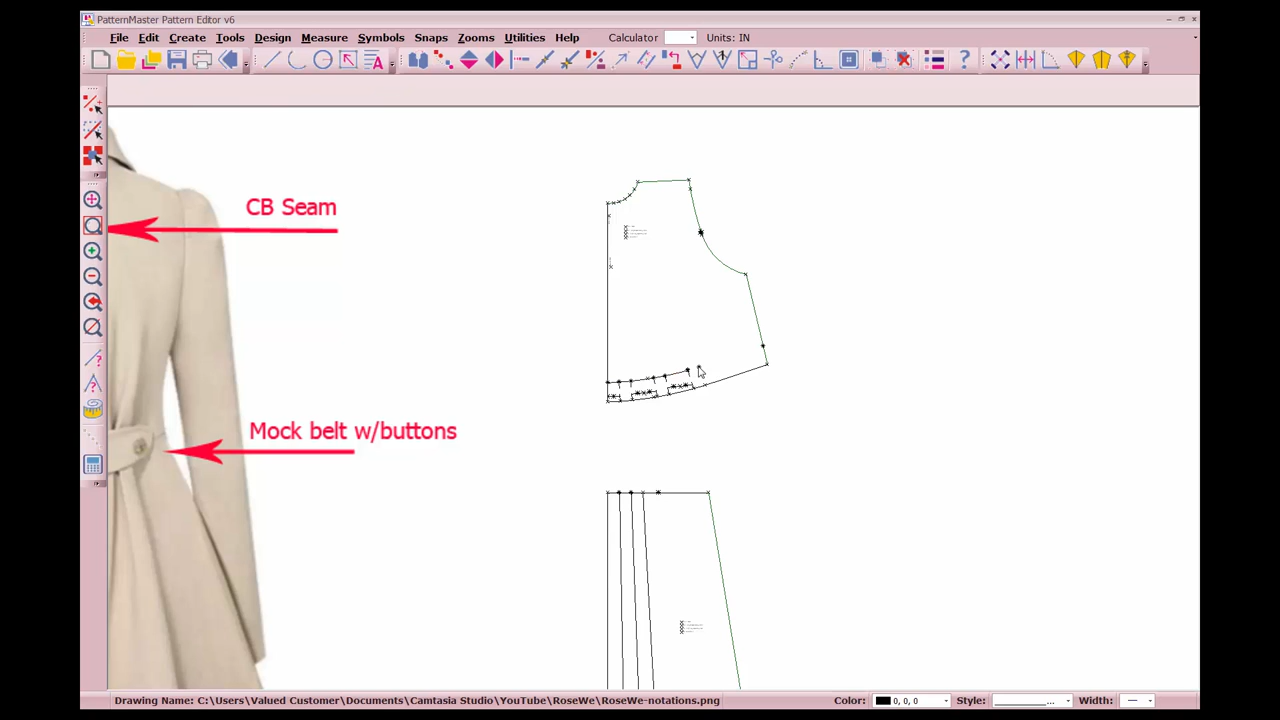 PatternMaster Pattern Editor v6
File Edit Create Tools Design Measure Symbols Snaps Zooms Utilities Help Calculator Units: IN
CB Seam
Mock belt w/buttons
Drawing Name: C:\Users\Valued Customer\Documents\Camtasia Studio\YouTube\RoseWe\RoseWe-notations.png Color: 0, 0, 0 Style: Width: